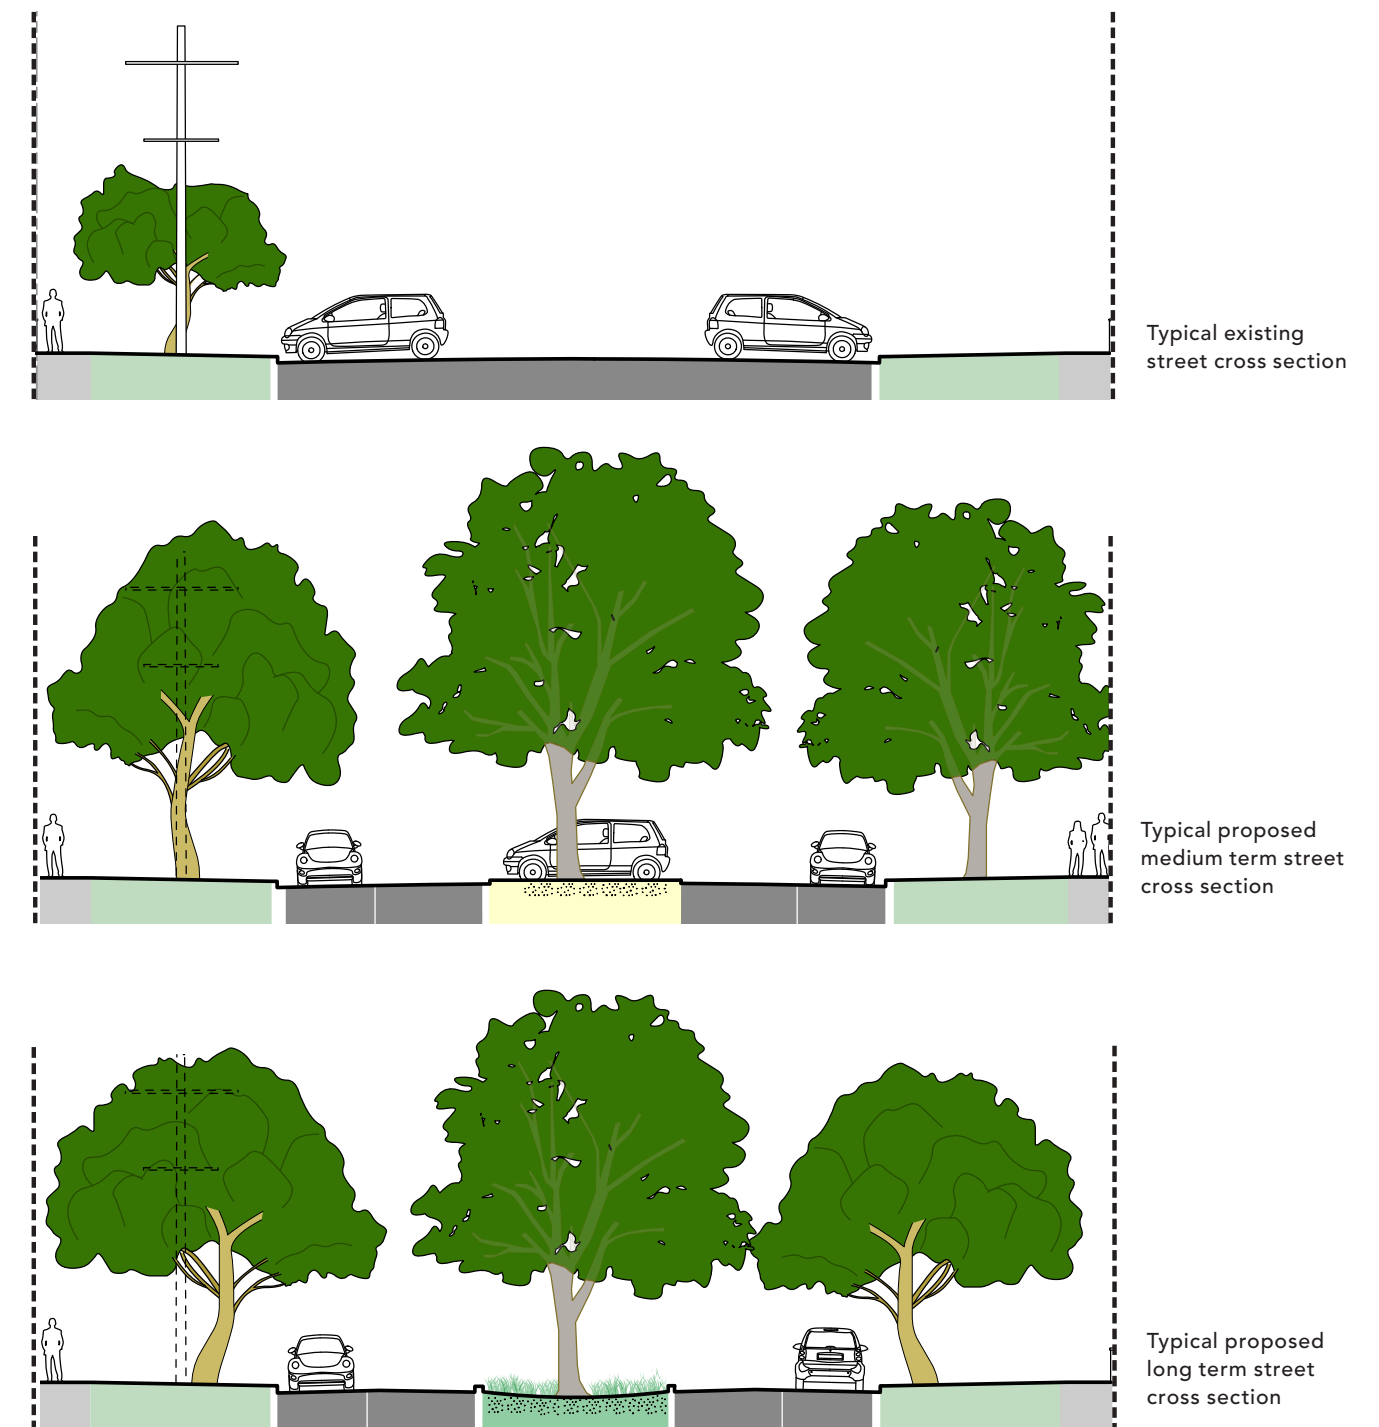 Typical existing
street cross section
Typical proposed
medium term street
cross section
Typical proposed
long term street
cross section